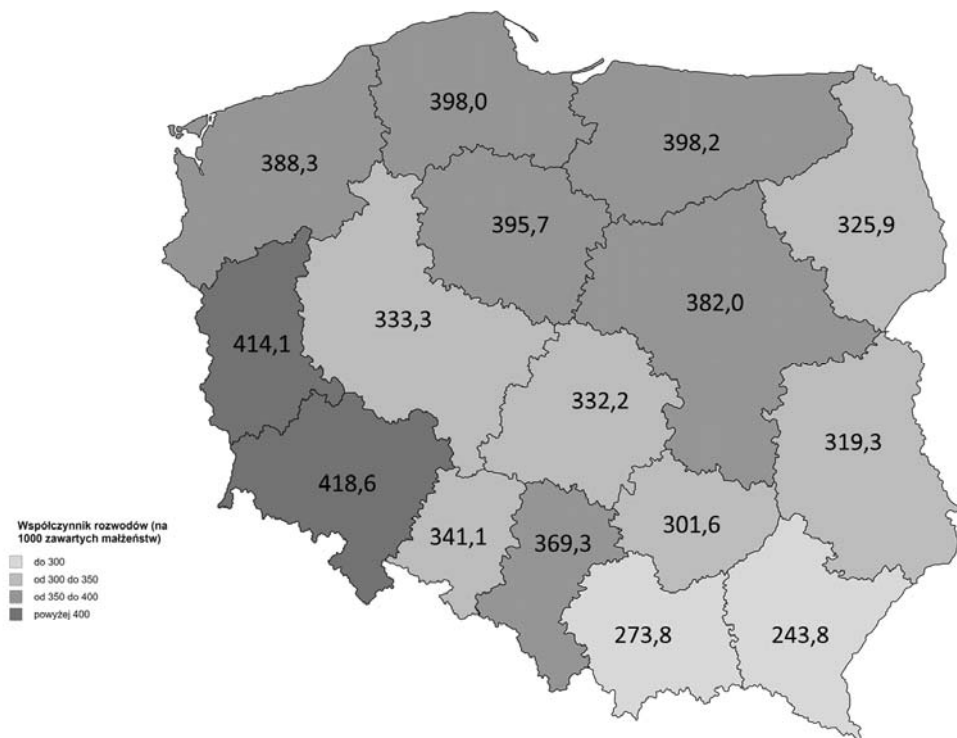 398,0
398,2
388,3
325,9
395,7
382,0
333,3
414,1
332,2
319,3
418,6
301,6
341,1
369,3
273,8
243,8
Współczynnik rozwodów (na
1000 zawartych małżeństw)
do 300
od 300 do 350
od 350 do 400
powyżej 400